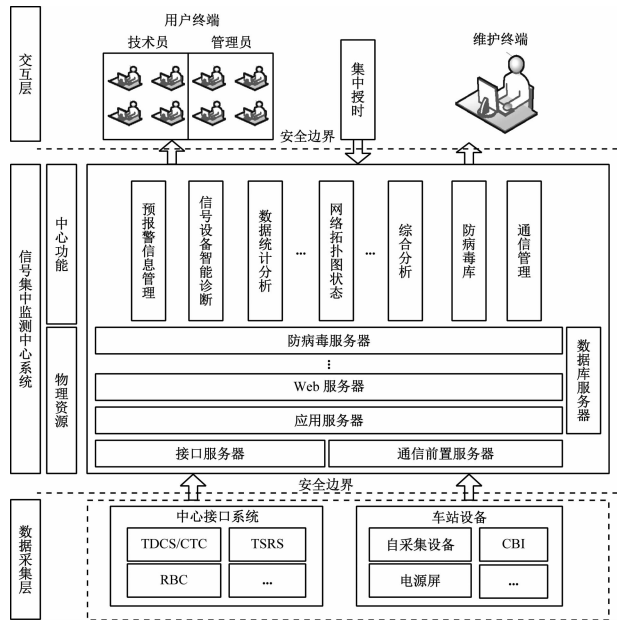 用户终端
技术员
管理员
交互层
集中授时
维护终端
安全边界
信号集中监测中心系统
中心功能
预报警信息管理
信号设备智能诊断
数据统计分析
...
网络拓扑图状态
...
综合分析
防病毒库
通信管理
物理资源
防病毒服务器
...
Web 服务器
应用服务器
接口服务器
通信前置服务器
数据库服务器
安全边界
数据采集层
中心接口系统
TDCS/CTC
TSRS
RBC
...
车站设备
自采集设备
CBI
电源屏
...